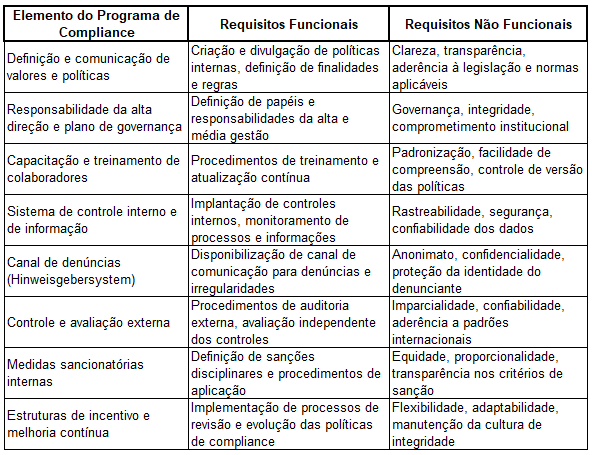 Elemento do Programa de
Compliance
Requisitos Funcionais
Requisitos Não Funcionais
Definição e comunicação de
valores e políticas
Criação e divulgação de políticas
internas, definição de finalidades
e regras
Clareza, transparência,
aderência à legislação e normas
aplicáveis
Responsabilidade da alta
direção e plano de governança
Definição de papéis e
responsabilidades da alta e
média gestão
Governança, integridade,
comprometimento institucional
Capacitação e treinamento de
colaboradores
Procedimentos de treinamento e
atualização contínua
Padronização, facilidade de
compreensão, controle de versão
das políticas
Sistema de controle interno e
de informação
Implantação de controles
internos, monitoramento de
processos e informações
Rastreabilidade, segurança,
confiabilidade dos dados
Canal de denúncias
(Hinweisgebersystem)
Disponibilização de canal de
comunicação para denúncias e
irregularidades
Anonimato, confidencialidade,
proteção da identidade do
denunciante
Controle e avaliação externa
Procedimentos de auditoria
externa, avaliação independente
dos controles
Imparcialidade, confiabilidade,
aderência a padrões
internacionais
Medidas sancionatórias
internas
Definição de sanções
disciplinares e procedimentos de
aplicação
Equidade, proporcionalidade,
transparência nos critérios de
sanção
Estruturas de incentivo e
melhoria contínua
Implementação de processos de
revisão e evolução das políticas
de compliance
Flexibilidade, adaptabilidade,
manutenção da cultura de
integridade